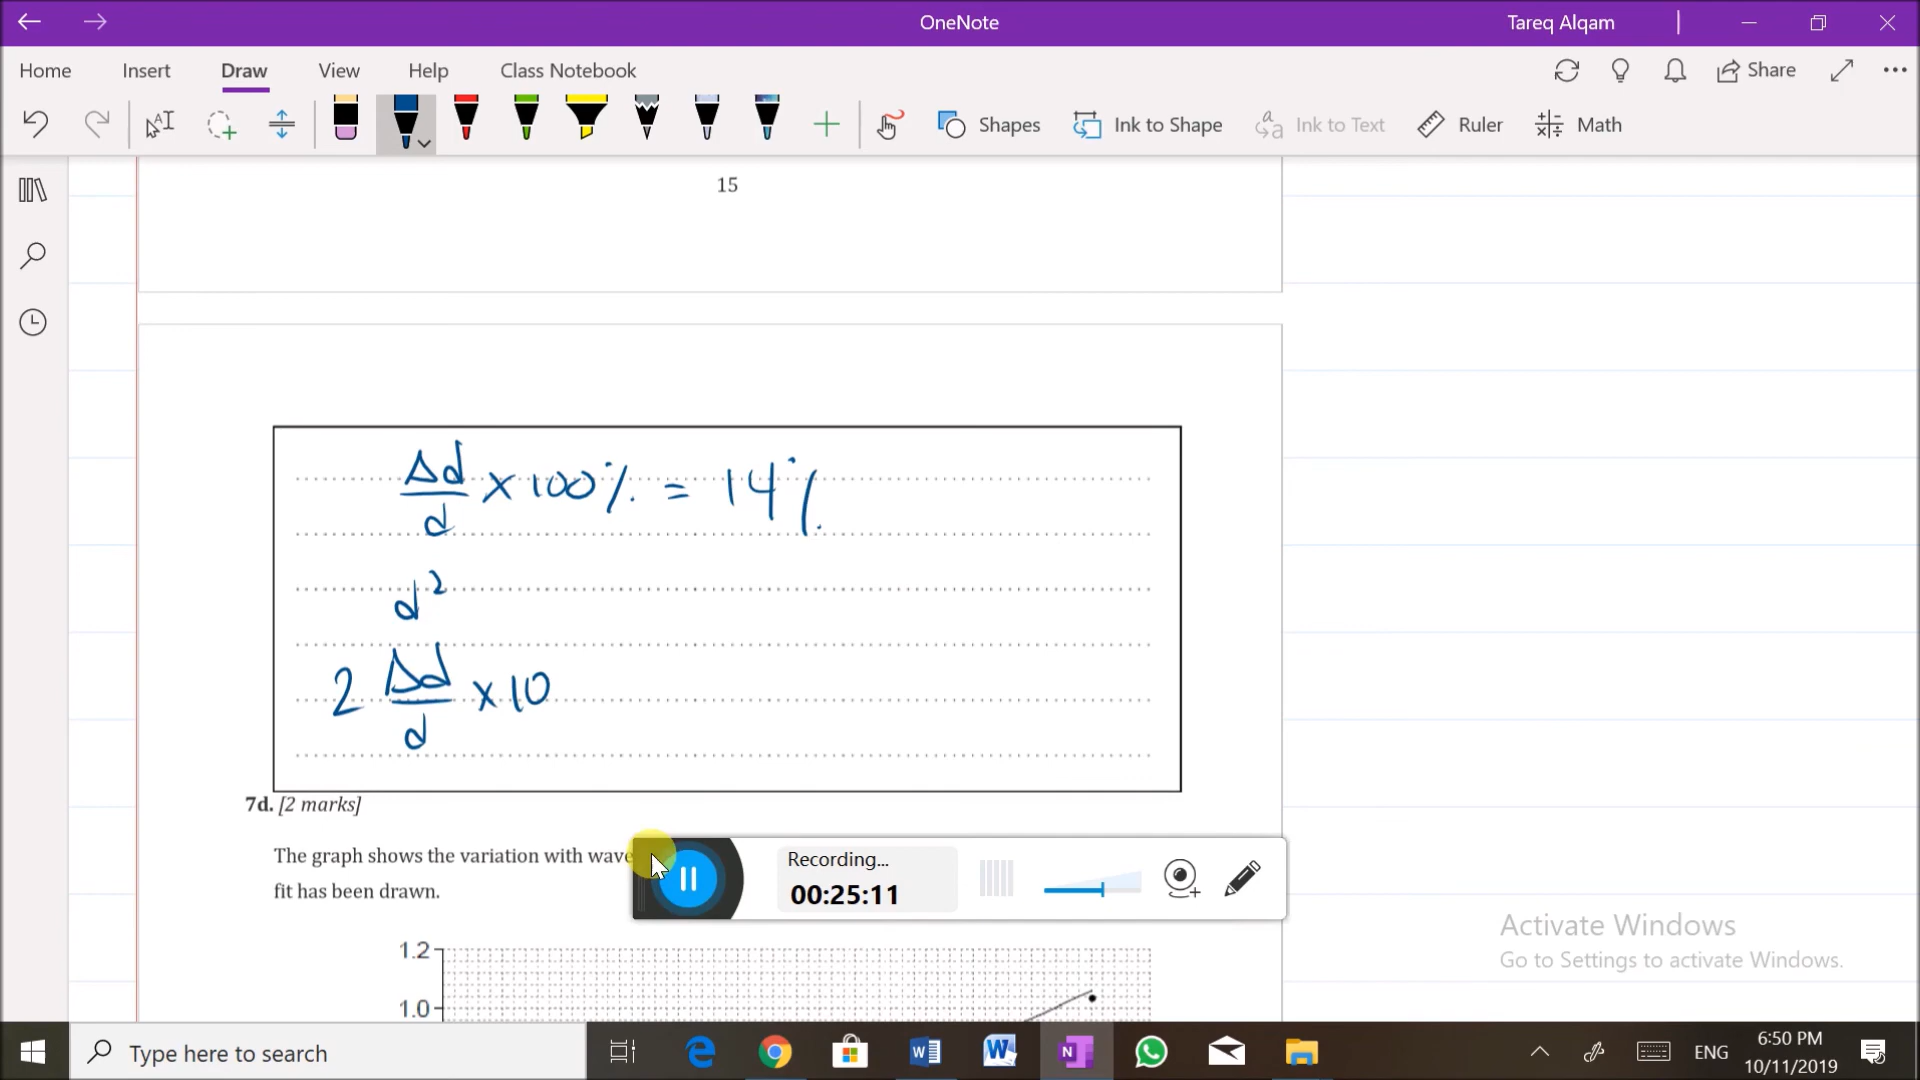 OneNote
Tareq Alqam
Home Insert Draw View Help Class Notebook Share
Shapes Ink to Shape Ink to Text Ruler Math
15
Δd/d × 100% = 14%
d²
2 Δd/d × 10
7d. [2 marks]
The graph shows the variation with wave
fit has been drawn.
Recording...
00:25:11
1.2
1.0
Activate Windows
Go to Settings to activate Windows.
Type here to search
ENG
6:50 PM
10/11/2019